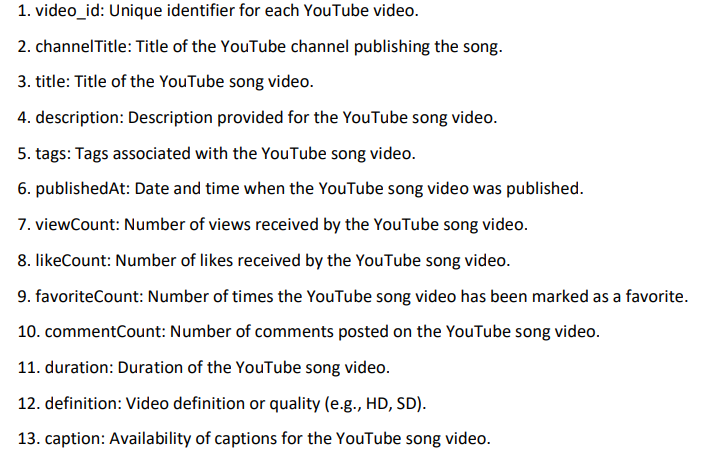 1. video_id: Unique identifier for each YouTube video.
2. channelTitle: Title of the YouTube channel publishing the song.
3. title: Title of the YouTube song video.
4. description: Description provided for the YouTube song video.
5. tags: Tags associated with the YouTube song video.
6. publishedAt: Date and time when the YouTube song video was published.
7. viewCount: Number of views received by the YouTube song video.
8. likeCount: Number of likes received by the YouTube song video.
9. favoriteCount: Number of times the YouTube song video has been marked as a favorite.
10. commentCount: Number of comments posted on the YouTube song video.
11. duration: Duration of the YouTube song video.
12. definition: Video definition or quality (e.g., HD, SD).
13. caption: Availability of captions for the YouTube song video.